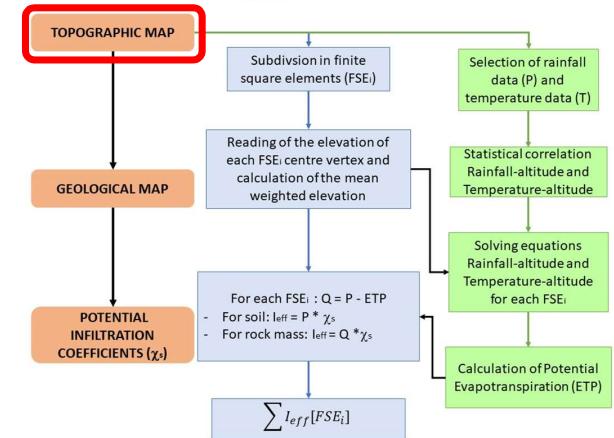 TOPOGRAPHIC MAP
Subdivsion in finite
square elements (FSEi)
Selection of rainfall
data (P) and
temperature data (T)
Reading of the elevation of
each FSEi centre vertex and
calculation of the mean
weighted elevation
Statistical correlation
Rainfall-altitude and
Temperature-altitude
GEOLOGICAL MAP
Solving equations
Rainfall-altitude and
Temperature-altitude
for each FSEi
For each FSEi : Q = P - ETP
- For soil: Ieff = P * χs
- For rock mass: Ieff = Q *χs
POTENTIAL
INFILTRATION
COEFFICIENTS (χs)
Calculation of Potential
Evapotranspiration (ETP)
∑ Ieff[FSEi]